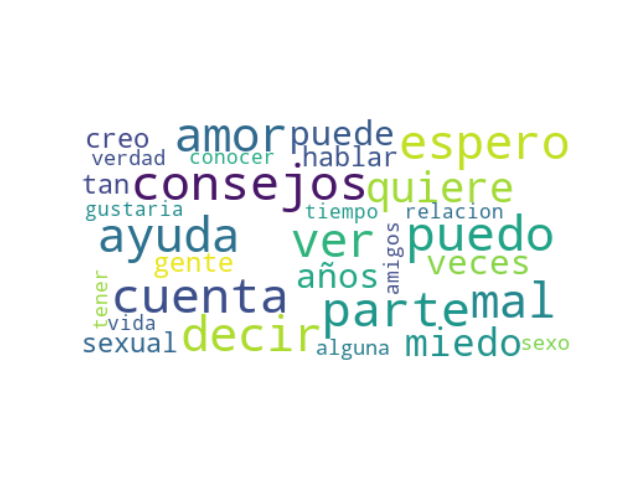 creo amor puede espero
verdad conocer hablar
tan consejos quiere
gustaria tiempo relacion
ayuda ver amigos puedo
gente años veces
tener cuenta parte mal
vida
sexual decir alguna miedo sexo